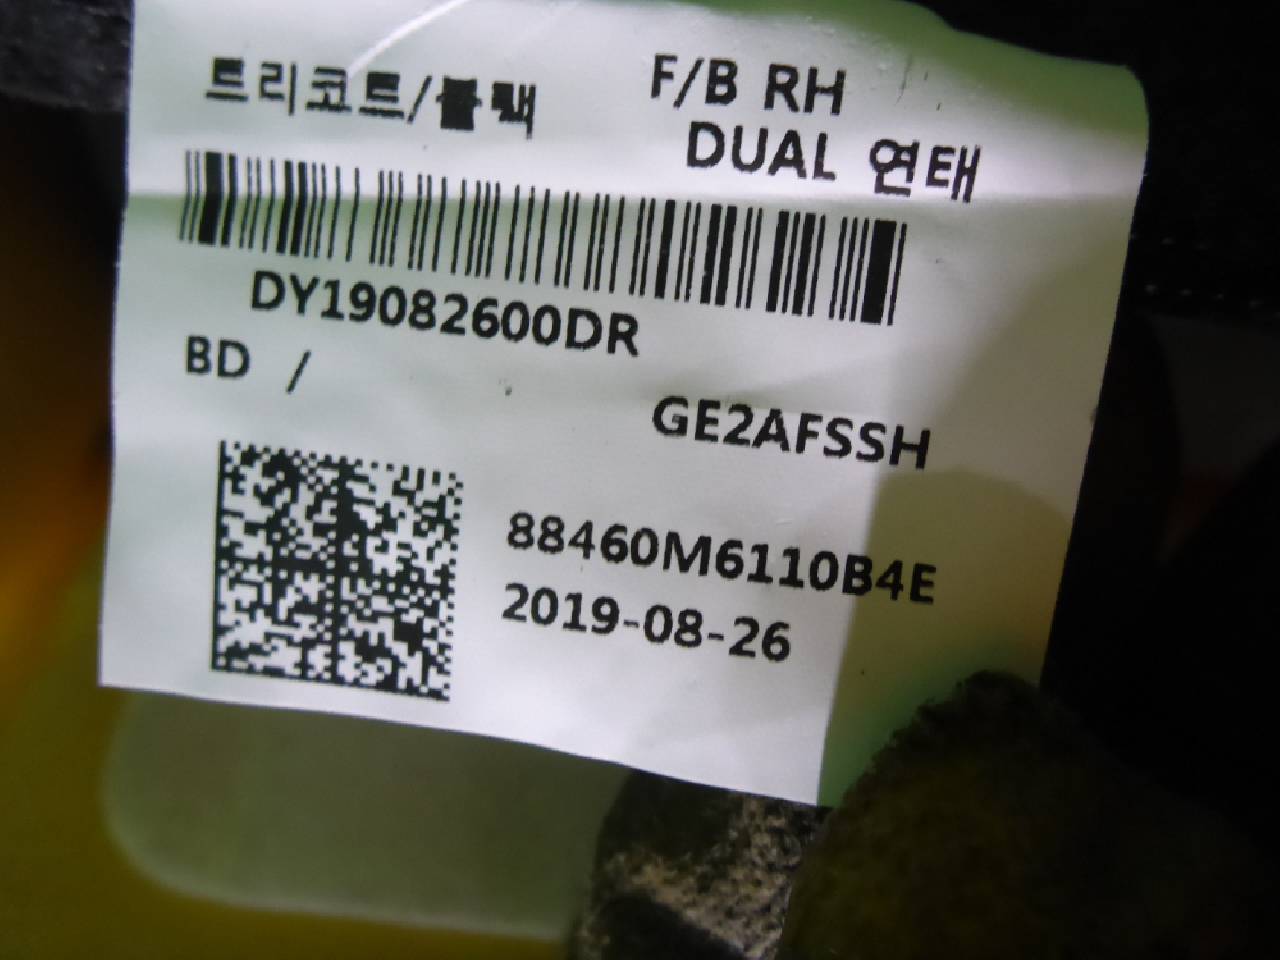 트리코트/블랙
F/B RH
DUAL 연태
DY19082600DR
BD /
GE2AFSSH
88460M6110B4E
2019-08-26